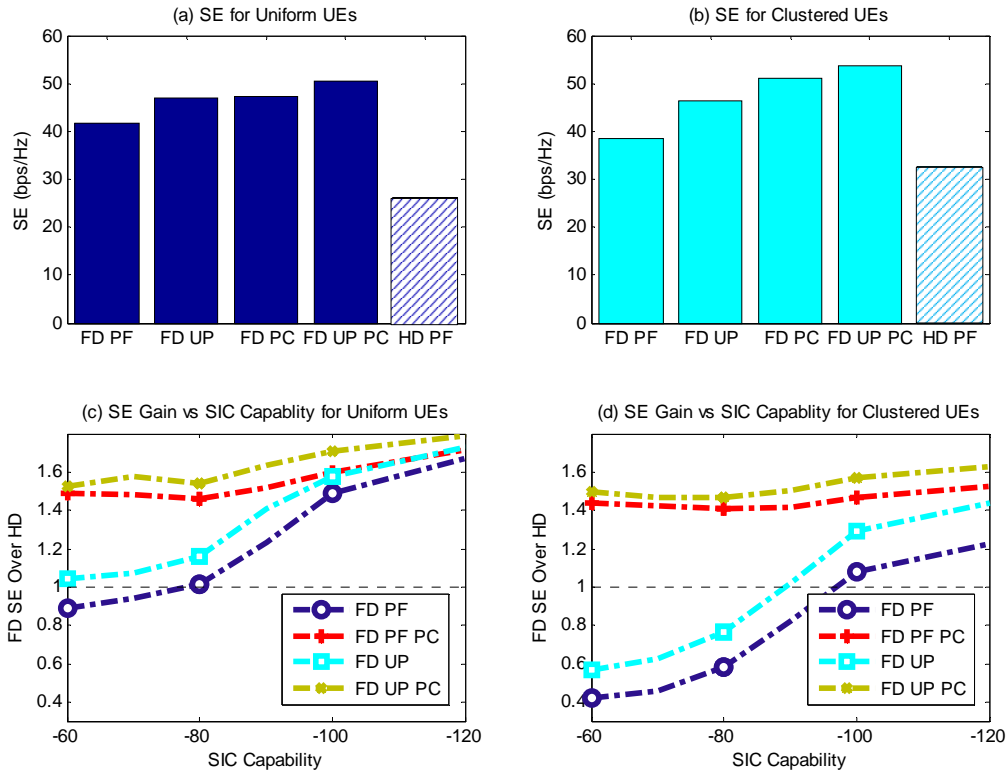 (a) SE for Uniform UEs
60
50
40
30
20
10
0
SE (bps/Hz)
FD PF FD UP FD PC FD UP PC HD PF
(b) SE for Clustered UEs
60
50
40
30
20
10
0
SE (bps/Hz)
FD PF FD UP FD PC FD UP PC HD PF
(c) SE Gain vs SIC Capablity for Uniform UEs
1.6
1.4
1.2
1
0.8
0.6
0.4
FD SE Over HD
-60 -80 -100 -120
SIC Capability
FD PF
FD PF PC
FD UP
FD UP PC
(d) SE Gain vs SIC Capablity for Clustered UEs
1.6
1.4
1.2
1
0.8
0.6
0.4
FD SE Over HD
-60 -80 -100 -120
SIC Capability
FD PF
FD PF PC
FD UP
FD UP PC